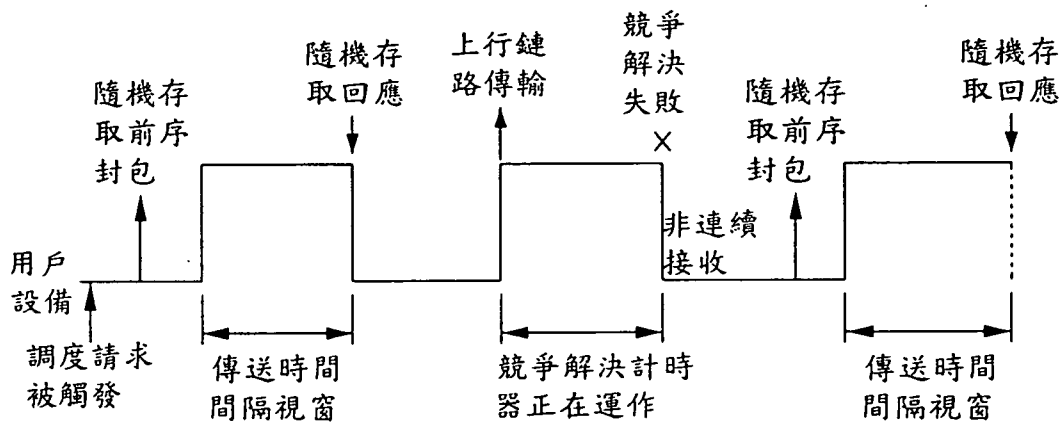 隨機存
取前序
封包
隨機存
取回應
上行鏈
路傳輸
競爭
解決
失敗
隨機存
取前序
封包
隨機存
取回應
用戶
設備
非連續
接收
調度請求
被觸發
傳送時間
間隔視窗
競爭解決計時
器正在運作
傳送時間
間隔視窗